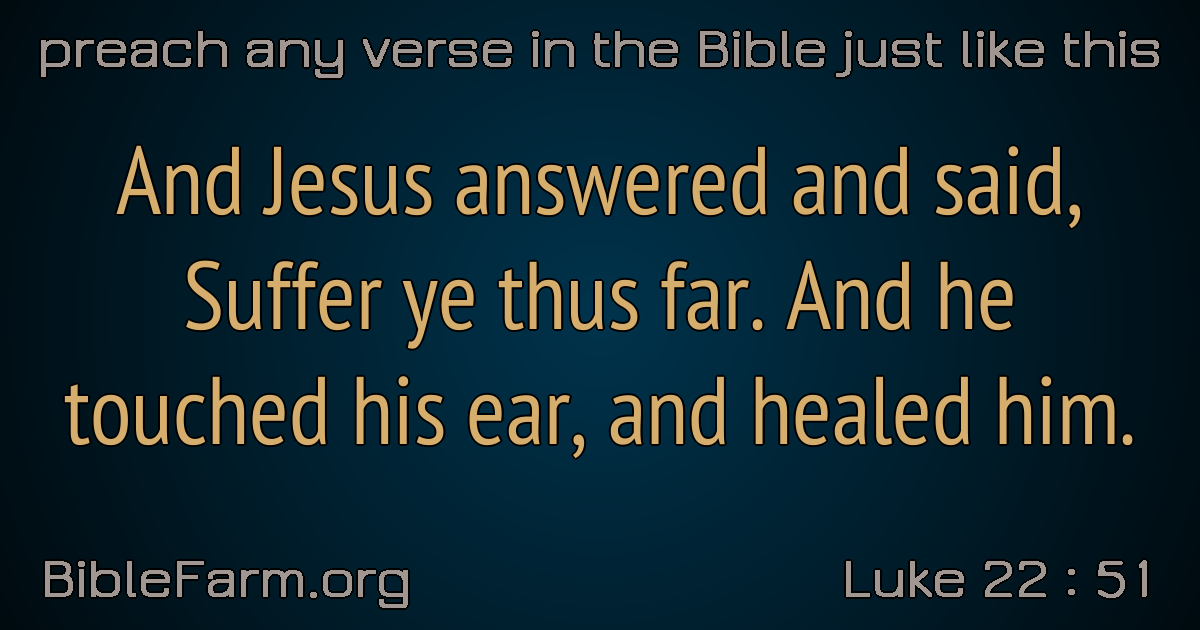 preach any verse in the Bible just like this
And Jesus answered and said,
Suffer ye thus far. And he
touched his ear, and healed him.
BibleFarm.org
Luke 22 : 51